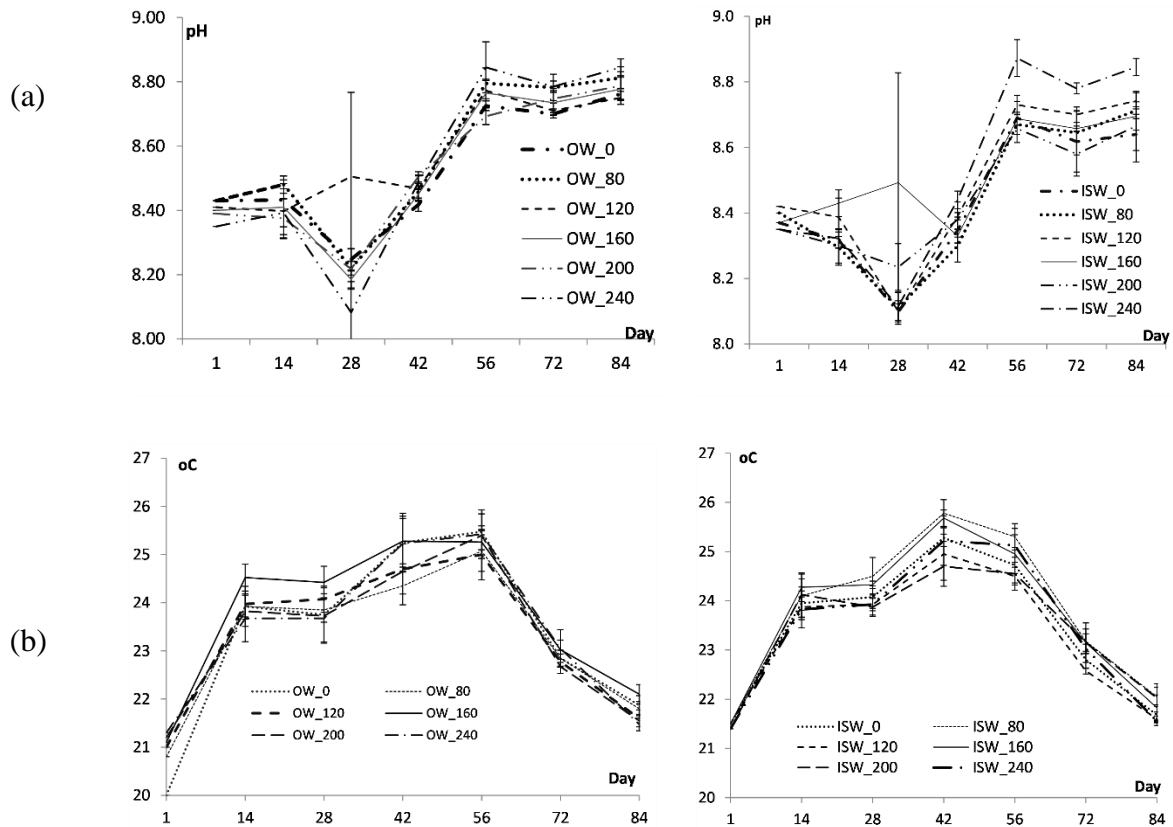 (a)
pH
9.00
8.80
8.60
8.40
8.20
8.00
OW_0
OW_80
OW_120
OW_160
OW_200
OW_240
Day
1 14 28 42 56 72 84
pH
9.0
8.8
8.6
8.4
8.2
8.0
ISW_0
ISW_80
ISW_120
ISW_160
ISW_200
ISW_240
Day
1 14 28 42 56 72 84
(b)
oC
27
26
25
24
23
22
21
20
OW_0 OW_80
OW_120 OW_160
OW_200 OW_240
Day
1 14 28 42 56 72 84
oC
27
26
25
24
23
22
21
20
ISW_0 ISW_80
ISW_120 ISW_160
ISW_200 ISW_240
Day
1 14 28 42 56 72 84